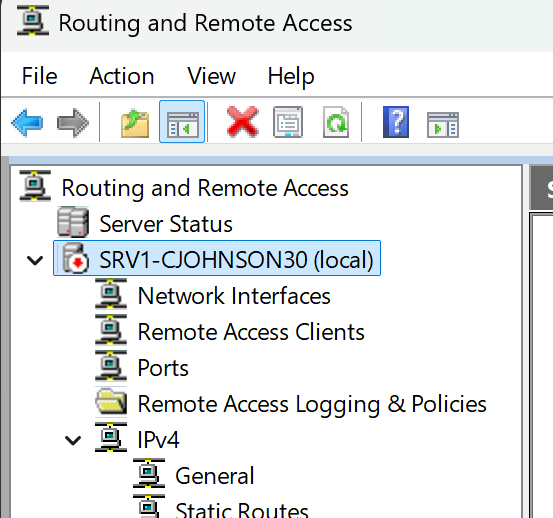 Routing and Remote Access
File Action View Help
Routing and Remote Access
Server Status
SRV1-CJOHNSON30 (local)
Network Interfaces
Remote Access Clients
Ports
Remote Access Logging & Policies
IPv4
General
Static Routes